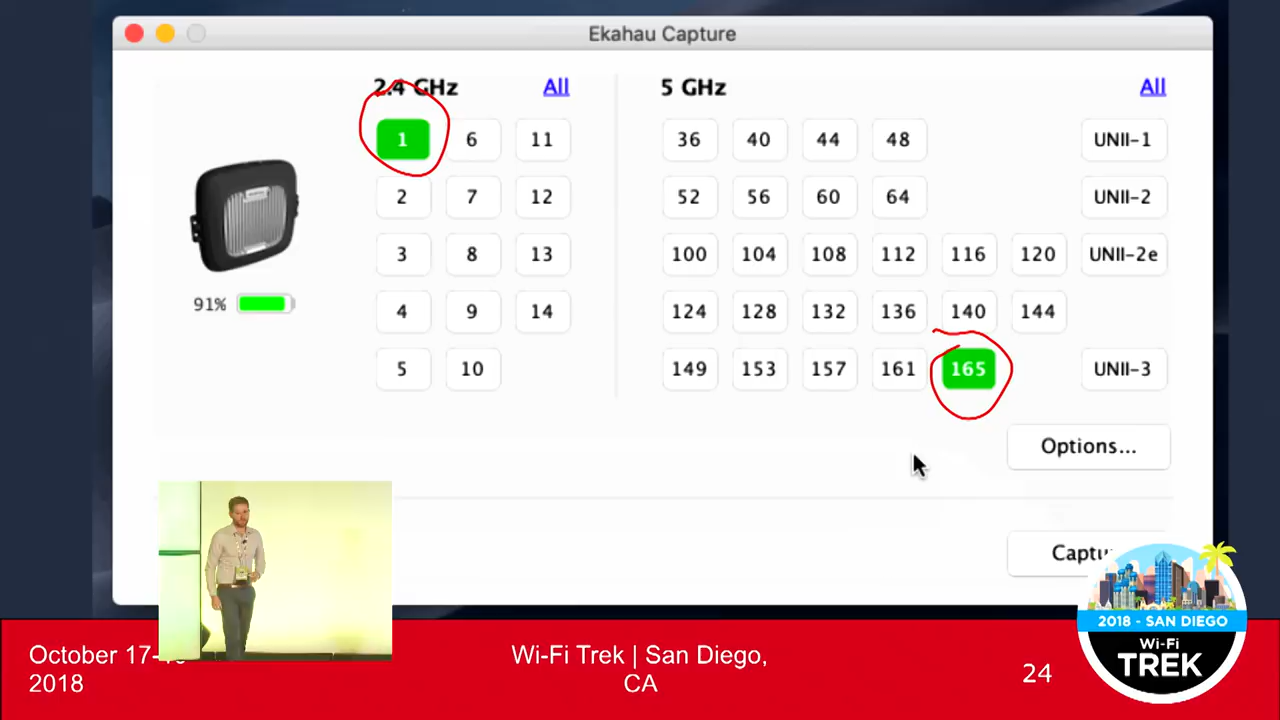 Ekahau Capture
2.4 GHz All 5 GHz All
1 6 11 36 40 44 48 UNII-1
2 7 12 52 56 60 64 UNII-2
3 8 13 100 104 108 112 116 120 UNII-2e
91%
4 9 14 124 128 132 136 140 144
5 10 149 153 157 161 165 UNII-3
Options...
October 17-
2018
Wi-Fi Trek | San Diego,
CA
24
2018 - SAN DIEGO
Wi-Fi
TREK